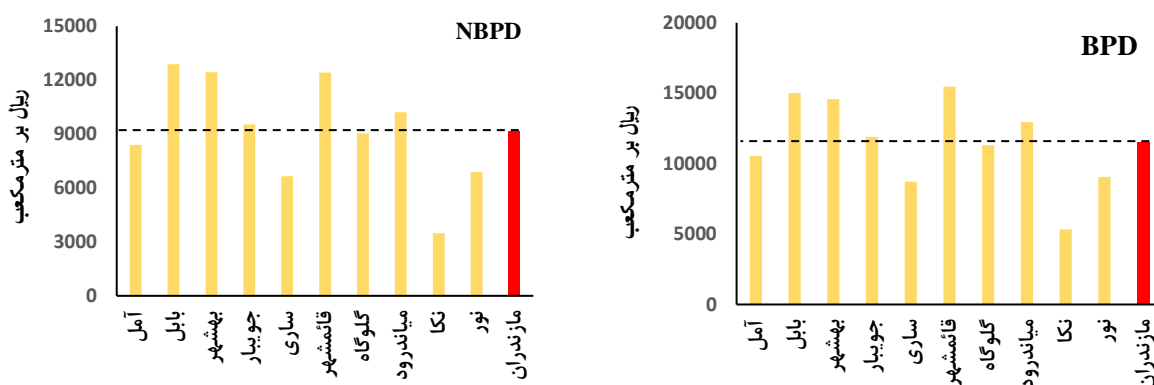 NBPD
ریال بر مترمکعب
15000
12000
9000
6000
3000
0
آمل
بابل
بهشهر
جویبار
ساری
قائمشهر
گلوگاه
میاندرود
نکا
نور
مازندران
BPD
ریال بر مترمکعب
20000
15000
10000
5000
0
آمل
بابل
بهشهر
جویبار
ساری
قائمشهر
گلوگاه
میاندرود
نکا
نور
مازندران